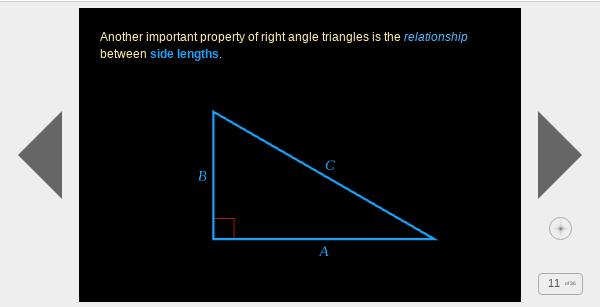 Another important property of right angle triangles is the relationship
between side lengths.
B
C
A
11 of 36